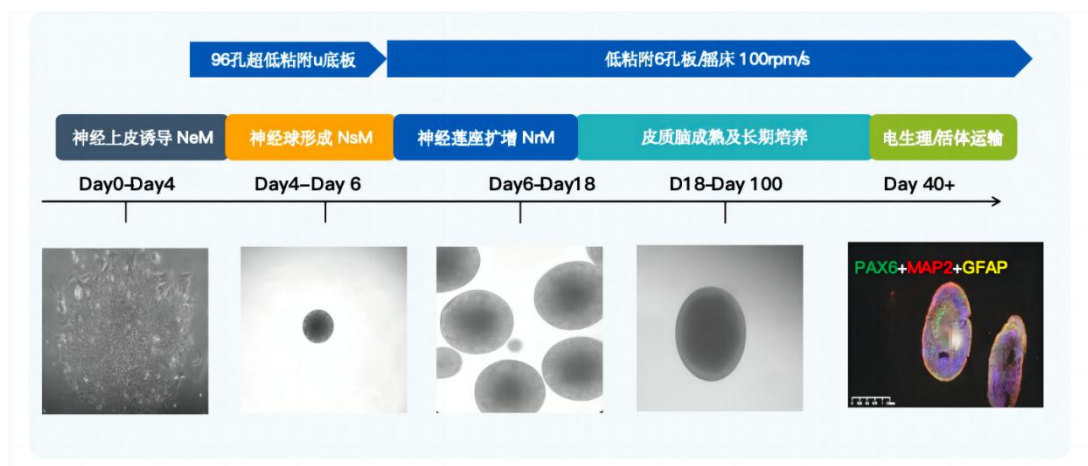 96孔超低粘附u底板
低粘附6孔板/摇床 100rpm/s
神经上皮诱导 NeM
神经球形成 NsM
神经莲座扩增 NrM
皮质脑成熟及长期培养
电生理/活体运输
Day0-Day4
Day4-Day 6
Day6-Day18
D18-Day 100
Day 40+
PAX6+MAP2+GFAP